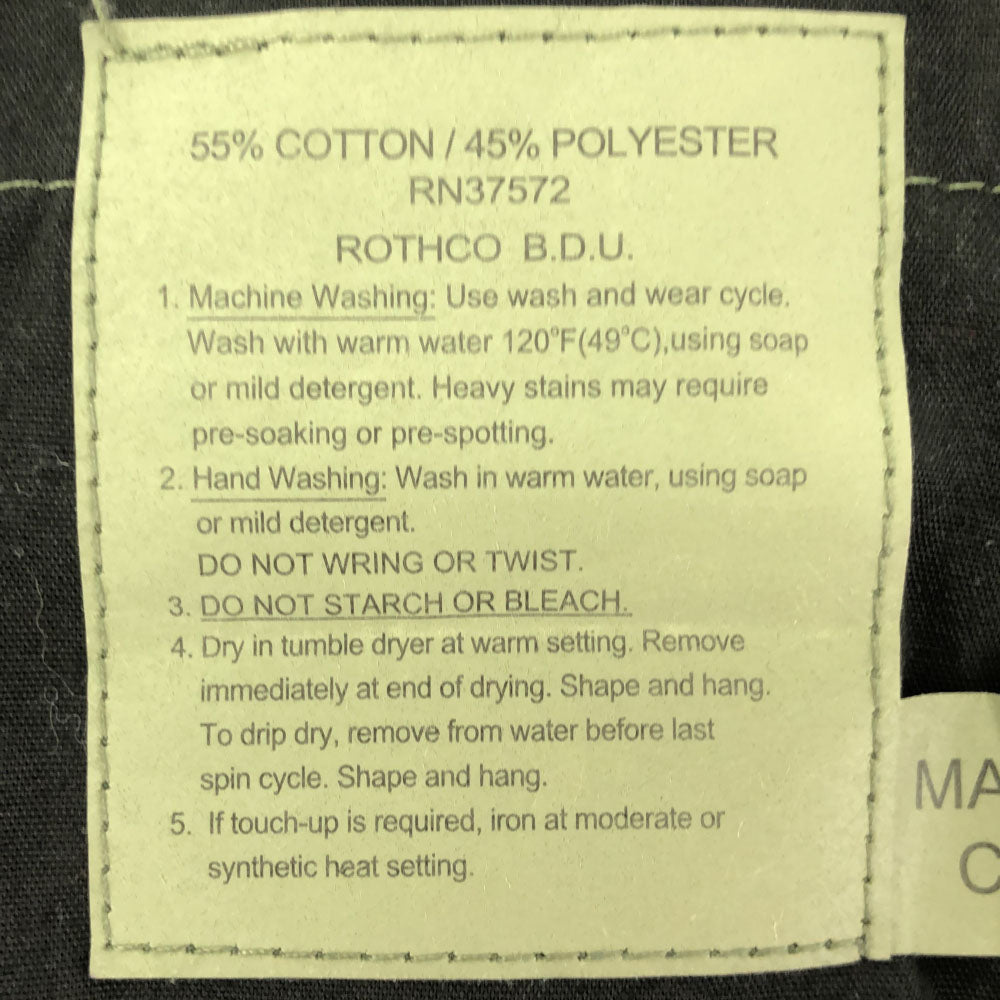 55% COTTON / 45% POLYESTER
RN37572
ROTHCO B.D.U.
1. Machine Washing: Use wash and wear cycle.
Wash with warm water 120°F(49°C),using soap
or mild detergent. Heavy stains may require
pre-soaking or pre-spotting.
2. Hand Washing: Wash in warm water, using soap
or mild detergent.
DO NOT WRING OR TWIST.
3. DO NOT STARCH OR BLEACH.
4. Dry in tumble dryer at warm setting. Remove
immediately at end of drying. Shape and hang.
To drip dry, remove from water before last
spin cycle. Shape and hang.
5. If touch-up is required, iron at moderate or
synthetic heat setting.